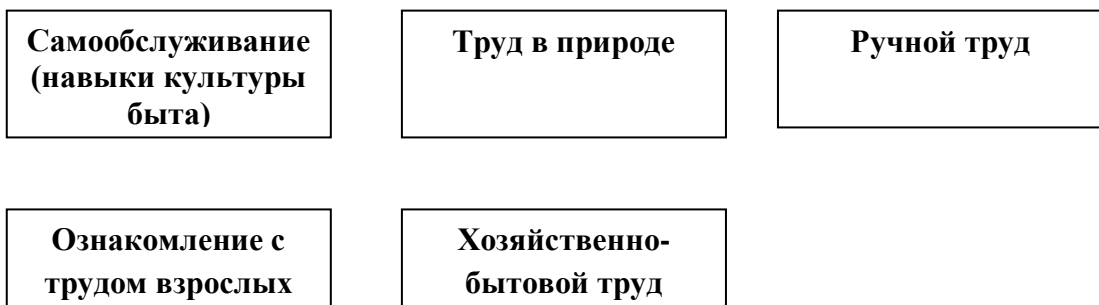 Самообслуживание
(навыки культуры
быта)
Труд в природе
Ручной труд
Ознакомление с
трудом взрослых
Хозяйственно-
бытовой труд